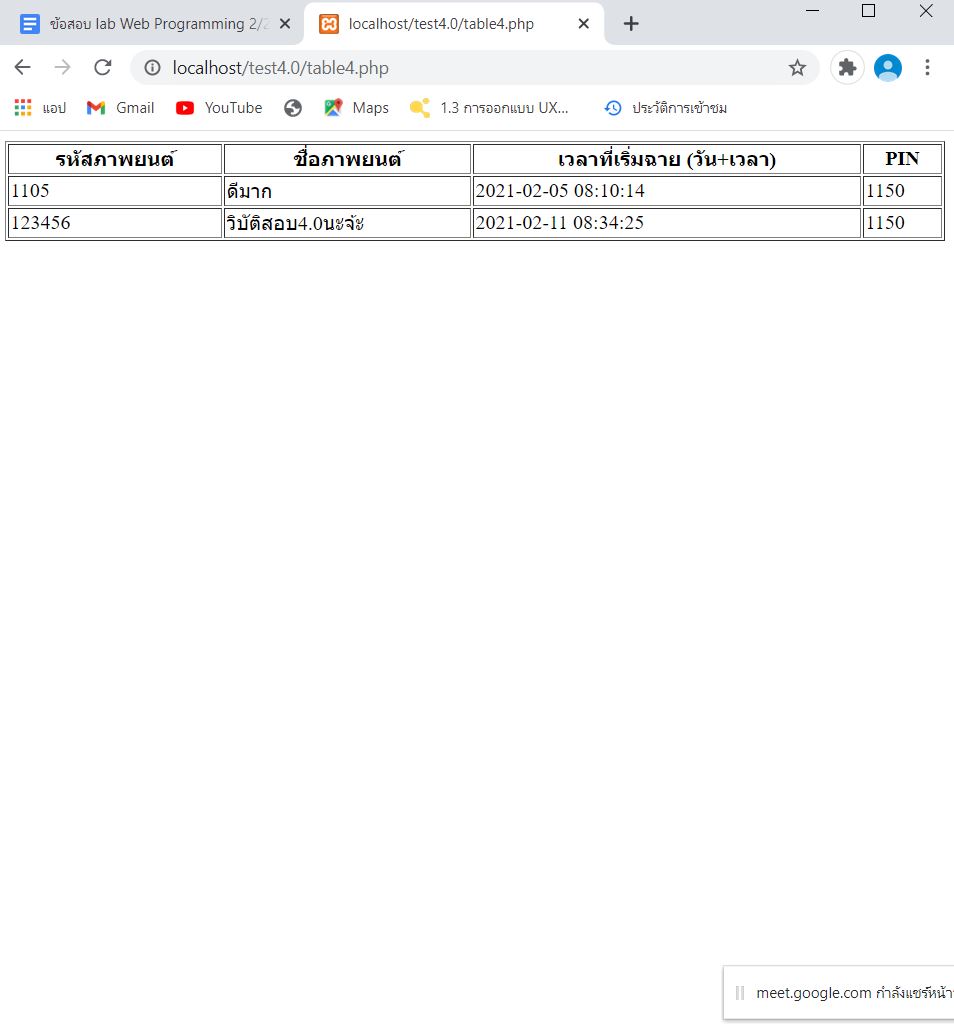 ข้อสอบ lab Web Programming 2/2
localhost/test4.0/table4.php
localhost/test4.0/table4.php
แอป Gmail YouTube Maps 1.3 การออกแบบ UX... ประวัติการเข้าชม
รหัสภาพยนต์ ชื่อภาพยนต์ เวลาที่เริ่มฉาย (วัน+เวลา) PIN
1105 ดีมาก 2021-02-05 08:10:14 1150
123456 วิบัติสอบ4.0นะจ๊ะ 2021-02-11 08:34:25 1150
meet.google.com กำลังแชร์หน้า